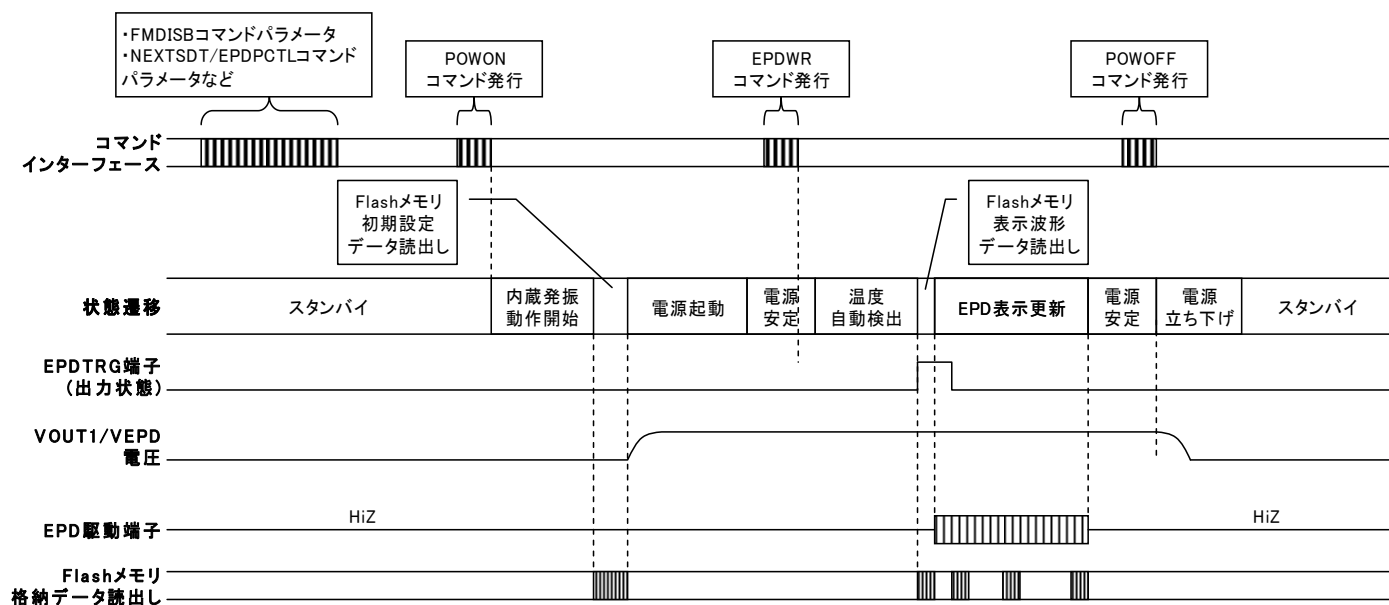 ・FMDISBコマンドパラメータ
・NEXTSDT/EPDPCTLコマンド
パラメータなど
POWON
コマンド発行
EPDWR
コマンド発行
POWOFF
コマンド発行
コマンド
インターフェース
Flashメモリ
初期設定
データ読出し
Flashメモリ
表示波形
データ読出し
状態遷移
スタンバイ
内蔵発振
動作開始
電源起動
電源
安定
温度
自動検出
EPD表示更新
電源
安定
電源
立ち下げ
スタンバイ
EPDTRG端子
(出力状態)
VOUT1/VEPD
電圧
EPD駆動端子
HiZ
HiZ
Flashメモリ
格納データ読出し